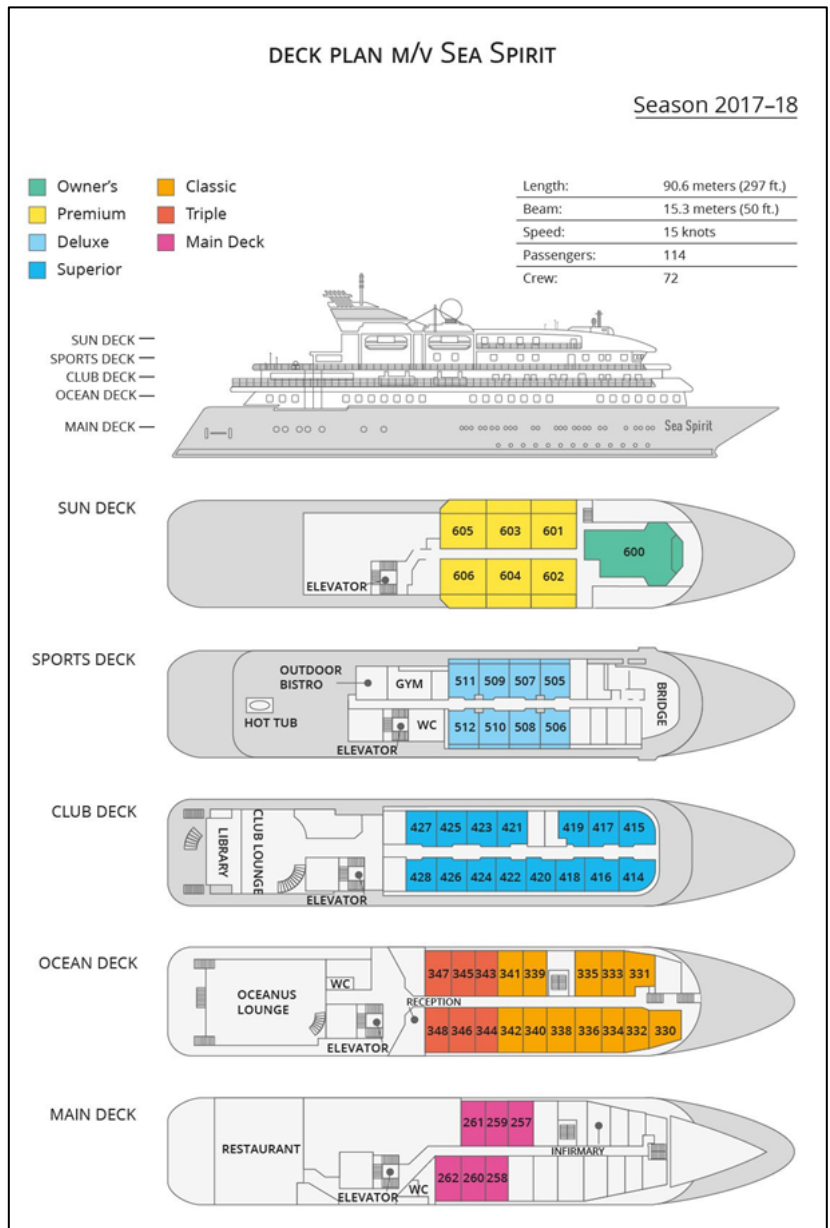 DECK PLAN M/V SEA SPIRIT
Season 2017–18
Owner's
Premium
Deluxe
Superior
Classic
Triple
Main Deck
Length: 90.6 meters (297 ft.)
Beam: 15.3 meters (50 ft.)
Speed: 15 knots
Passengers: 114
Crew: 72
SUN DECK
SPORTS DECK
CLUB DECK
OCEAN DECK
MAIN DECK
Sea Spirit
SUN DECK
605 603 601
600
606 604 602
ELEVATOR
SPORTS DECK
OUTDOOR
BISTRO
GYM
511 509 507 505
HOT TUB
WC
512 510 508 506
ELEVATOR
BRIDGE
CLUB DECK
LIBRARY
CLUB LOUNGE
427 425 423 421 419 417 415
428 426 424 422 420 418 416 414
ELEVATOR
OCEAN DECK
OCEANUS
LOUNGE
WC
347 345 343 341 339 335 333 331
RECEPTION
348 346 344 342 340 338 336 334 332 330
ELEVATOR
MAIN DECK
RESTAURANT
261 259 257
INFIRMARY
262 260 258
ELEVATOR
WC